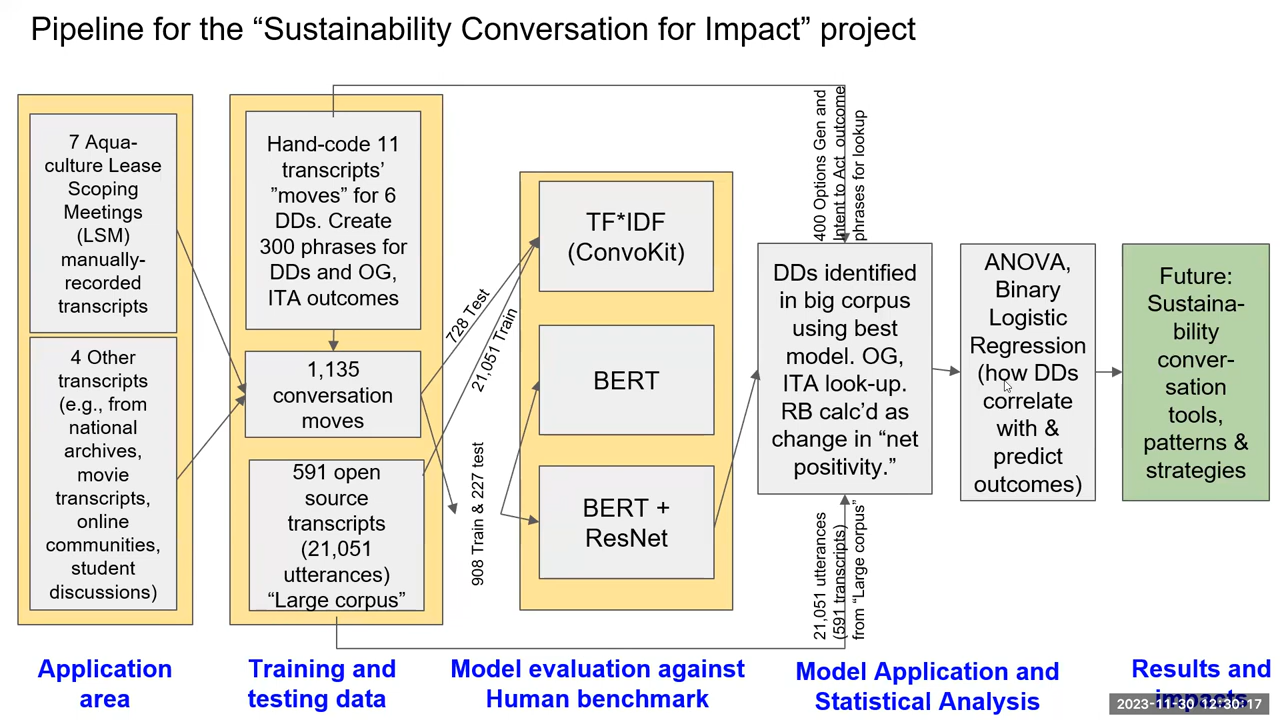 Pipeline for the “Sustainability Conversation for Impact” project
7 Aqua-
culture Lease
Scoping
Meetings
(LSM)
manually-
recorded
transcripts
4 Other
transcripts
(e.g., from
national
archives,
movie
transcripts,
online
communities,
student
discussions)
Hand-code 11
transcripts’
”moves” for 6
DDs. Create
300 phrases for
DDs and OG,
ITA outcomes
1,135
conversation
moves
591 open
source
transcripts
(21,051
utterances)
“Large corpus”
728 Test
21,051 Train
908 Train & 227 test
TF*IDF
(ConvoKit)
BERT
BERT +
ResNet
400 Options Gen and
Intent to Act outcome
phrases for lookup
DDs identified
in big corpus
using best
model. OG,
ITA look-up.
RB calc’d as
change in “net
positivity.”
21,051 utterances
(591 transcripts)
from “Large corpus”
ANOVA,
Binary
Logistic
Regression
(how DDs
correlate
with &
predict
outcomes)
Future:
Sustaina-
bility
conver-
sation
tools,
patterns &
strategies
Application
area
Training and
testing data
Model evaluation against
Human benchmark
Model Application and
Statistical Analysis
Results and
impacts
2023-11-30 12:30:17